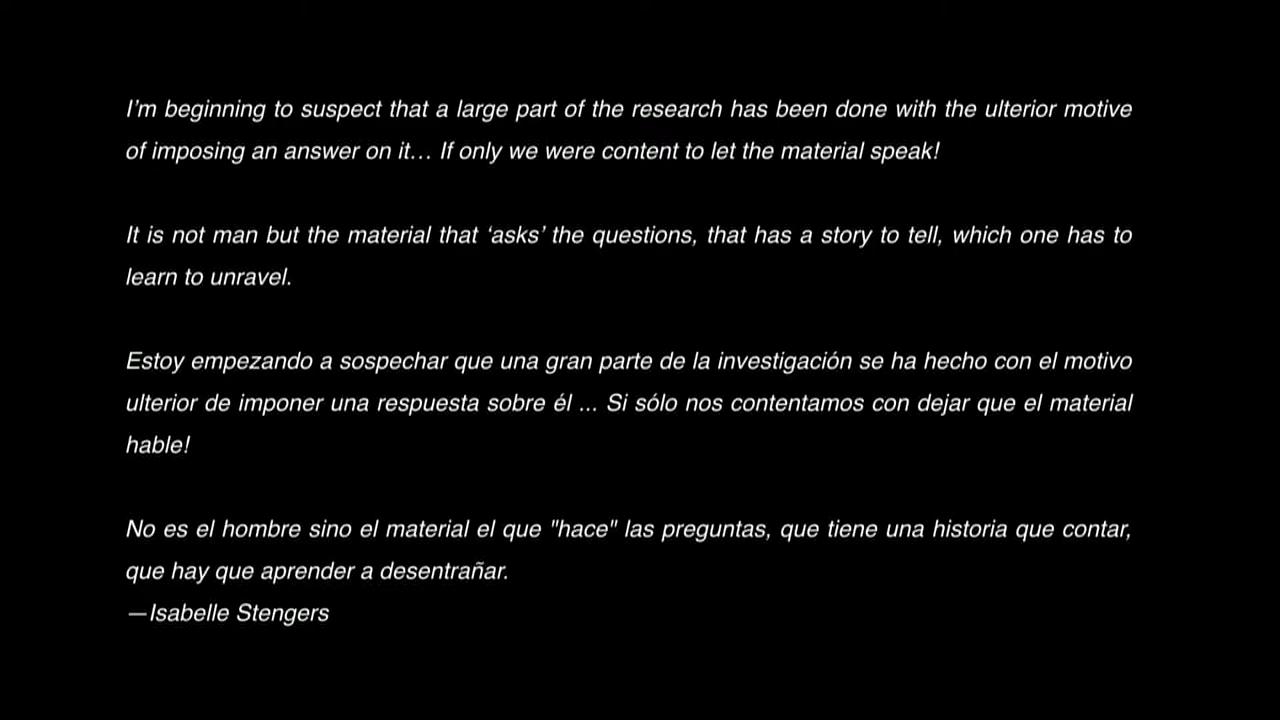 I’m beginning to suspect that a large part of the research has been done with the ulterior motive
of imposing an answer on it… If only we were content to let the material speak!
It is not man but the material that ‘asks’ the questions, that has a story to tell, which one has to
learn to unravel.
Estoy empezando a sospechar que una gran parte de la investigación se ha hecho con el motivo
ulterior de imponer una respuesta sobre él ... Si sólo nos contentamos con dejar que el material
hable!
No es el hombre sino el material el que "hace" las preguntas, que tiene una historia que contar,
que hay que aprender a desentrañar.
—Isabelle Stengers